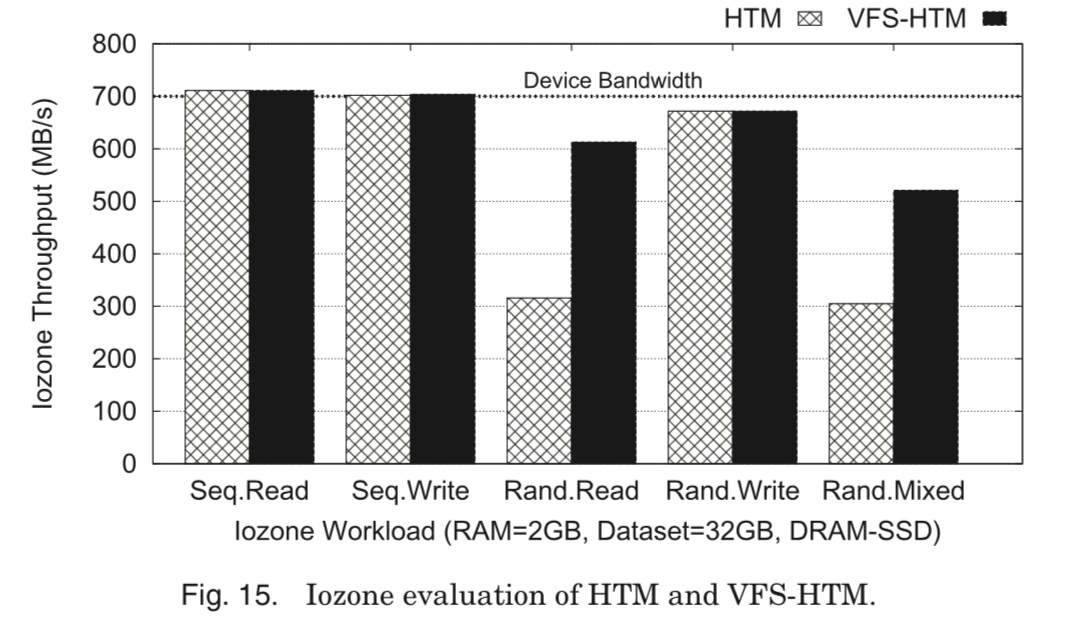 HTM VFS-HTM
800
Device Bandwidth
700
600
500
400
300
200
100
0
Iozone Throughput (MB/s)
Seq.Read Seq.Write Rand.Read Rand.Write Rand.Mixed
Iozone Workload (RAM=2GB, Dataset=32GB, DRAM-SSD)
Fig. 15. Iozone evaluation of HTM and VFS-HTM.